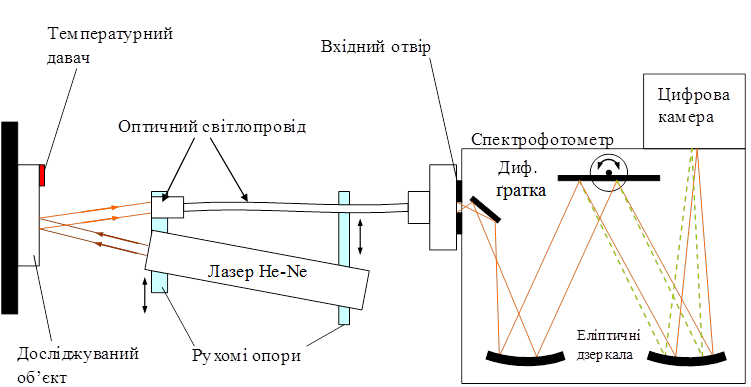 Температурний
давач
Вхідний отвір
Цифрова
камера
Оптичний світлопровід
Спектрофотометр
Диф.
ґратка
Лазер He-Ne
Еліптичні
дзеркала
Досліджуваний
об’єкт
Рухомі опори